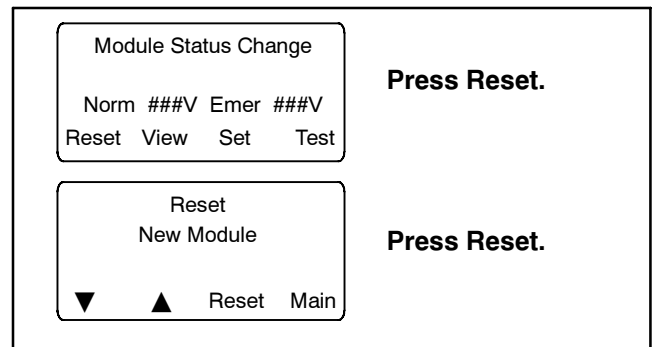 Module Status Change
Press Reset.
Norm ###V Emer ###V
Reset View Set Test
Reset
New Module
Press Reset.
▼ ▲ Reset Main